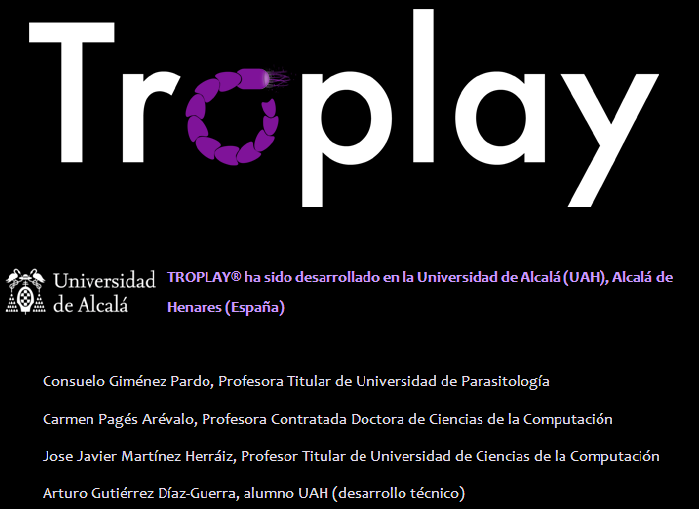 Troplay
Universidad
de Alcalá
TROPLAY® ha sido desarrollado en la Universidad de Alcalá (UAH), Alcalá de
Henares (España)
Consuelo Giménez Pardo, Profesora Titular de Universidad de Parasitología
Carmen Pagés Arévalo, Profesora Contratada Doctora de Ciencias de la Computación
Jose Javier Martínez Herráiz, Profesor Titular de Universidad de Ciencias de la Computación
Arturo Gutiérrez Díaz-Guerra, alumno UAH (desarrollo técnico)